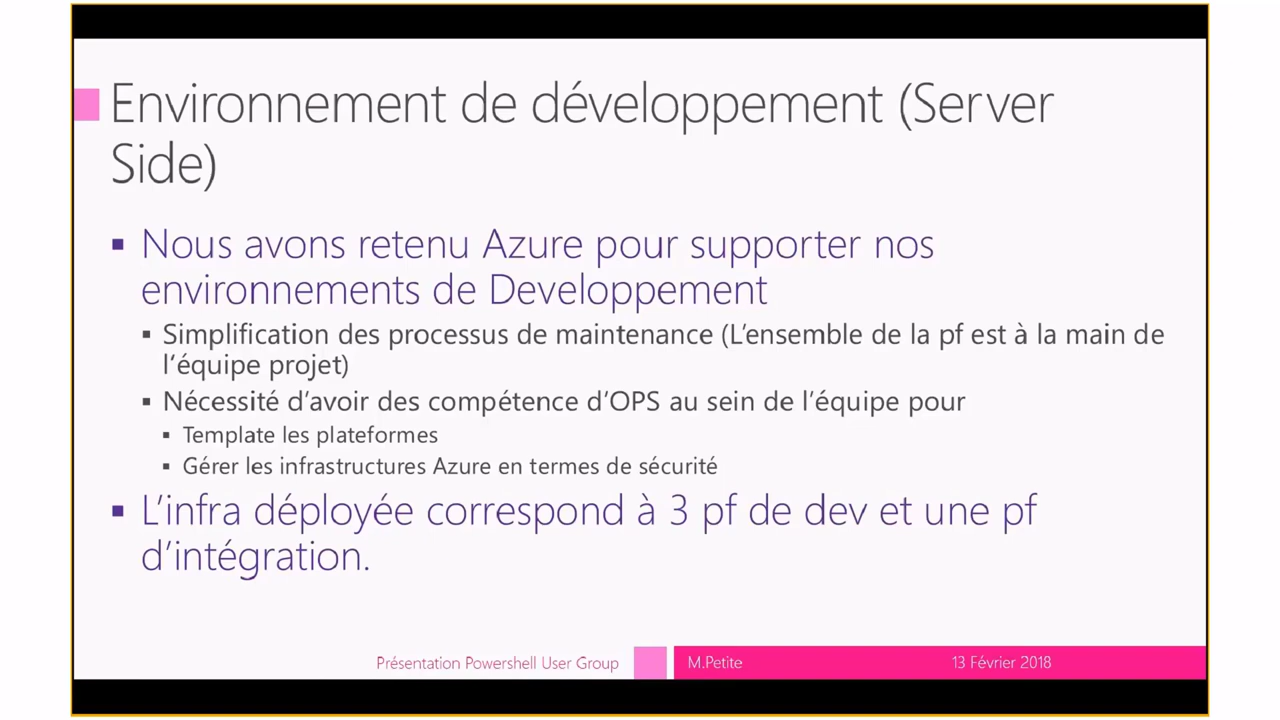 Environnement de développement (Server
Side)
▪ Nous avons retenu Azure pour supporter nos
environnements de Developpement
▪ Simplification des processus de maintenance (L’ensemble de la pf est à la main de
l’équipe projet)
▪ Nécessité d’avoir des compétence d’OPS au sein de l’équipe pour
▪ Template les plateformes
▪ Gérer les infrastructures Azure en termes de sécurité
▪ L’infra déployée correspond à 3 pf de dev et une pf
d’intégration.
Présentation Powershell User Group
M.Petite
13 Février 2018